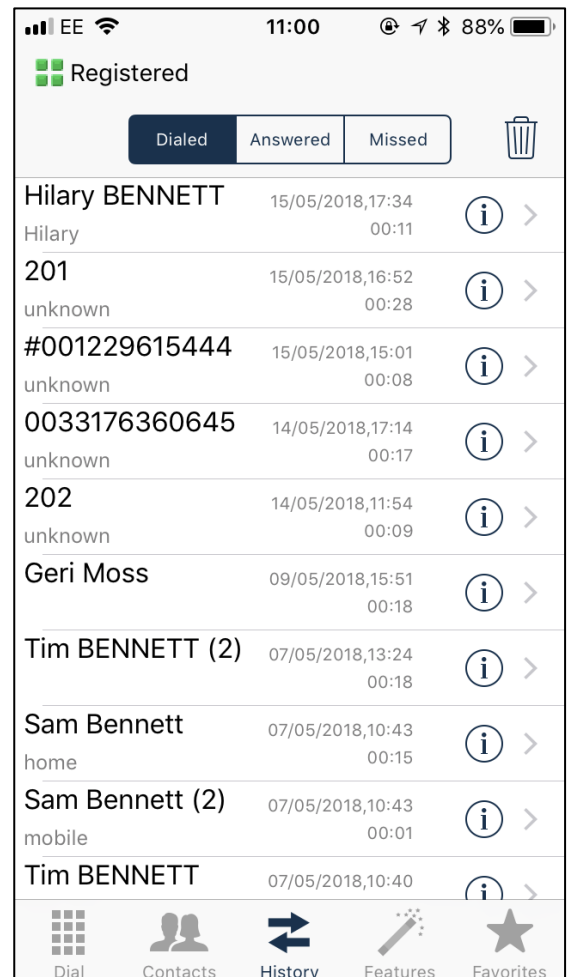 EE 11:00 88%
Registered
Dialed Answered Missed
Hilary BENNETT 15/05/2018,17:34
Hilary 00:11
201 15/05/2018,16:52
unknown 00:28
#001229615444 15/05/2018,15:01
unknown 00:08
0033176360645 14/05/2018,17:14
unknown 00:17
202 14/05/2018,11:54
unknown 00:09
Geri Moss 09/05/2018,15:51
00:18
Tim BENNETT (2) 07/05/2018,13:24
00:18
Sam Bennett 07/05/2018,10:43
home 00:15
Sam Bennett (2) 07/05/2018,10:43
mobile 00:01
Tim BENNETT 07/05/2018,10:40
Dial Contacts History Features Favorites